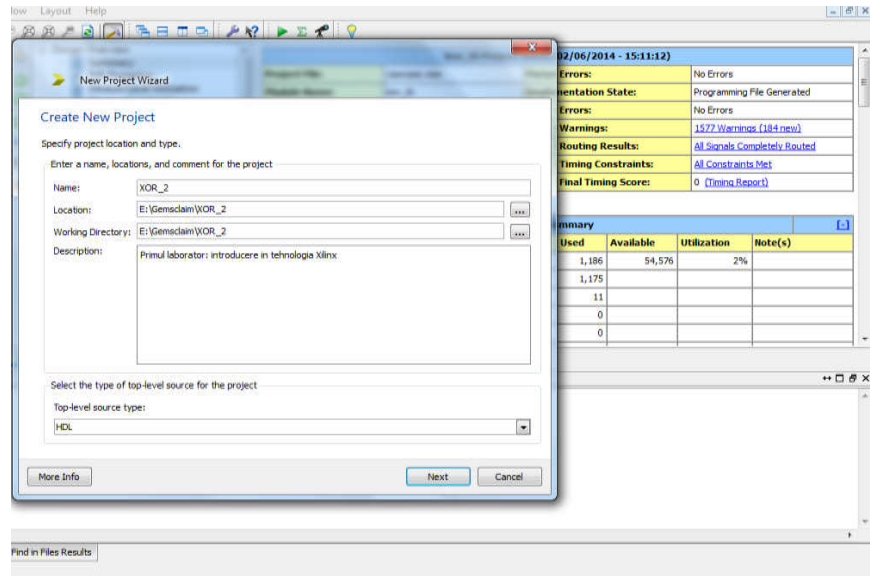 low Layout Help
New Project Wizard
Create New Project
Specify project location and type.
Enter a name, locations, and comment for the project
Name: XOR_2
Location: E:\Gemsclaim\XOR_2 ...
Working Directory: E:\Gemsclaim\XOR_2 ...
Description: Primul laborator: introducere in tehnologia Xilinx
Select the type of top-level source for the project
Top-level source type:
HDL
More Info Next Cancel
02/06/2014 - 15:11:12)
Errors: No Errors
mentation State: Programming File Generated
Errors: No Errors
Warnings: 1577 Warnings (184 new)
Routing Results: All Signals Completely Routed
Timing Constraints: All Constraints Met
Final Timing Score: 0 (Timing Report)
mmary [-]
Used Available Utilization Note(s)
1,186 54,576 2%
1,175
11
0
0
Find in Files Results